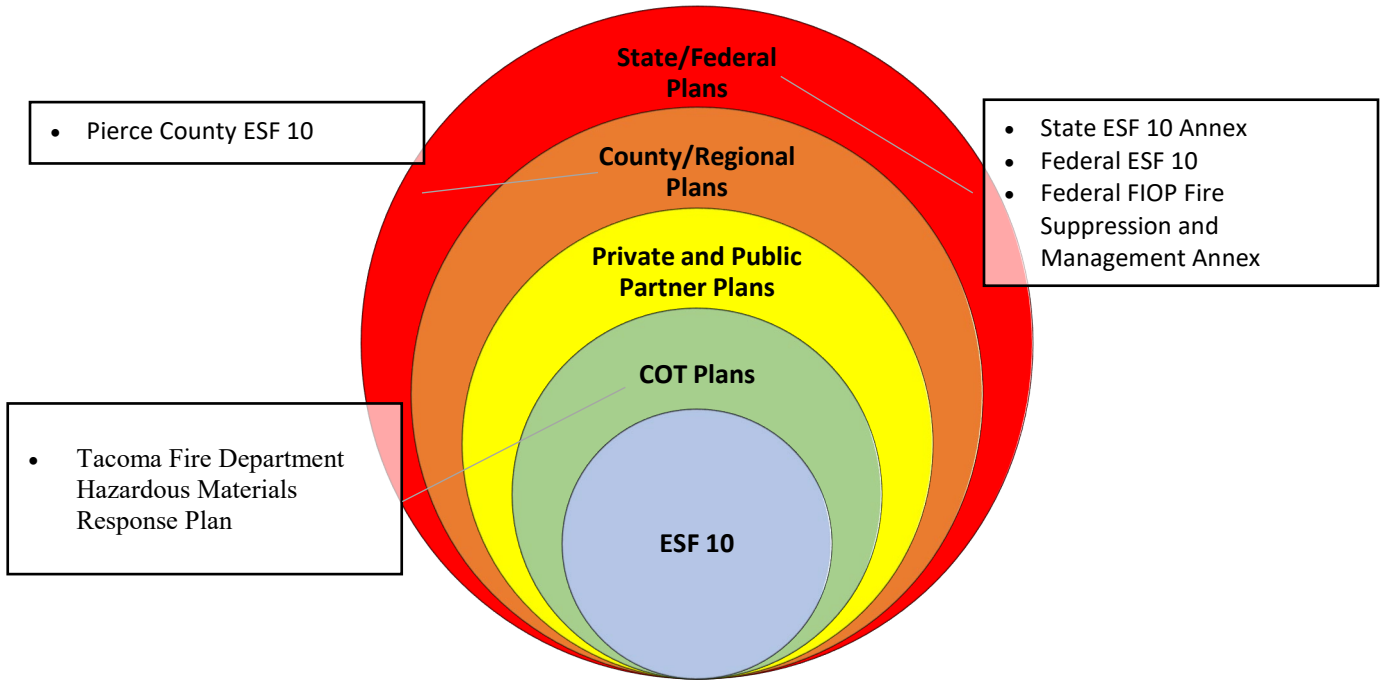 State/Federal
Plans
• Pierce County ESF 10
• State ESF 10 Annex
• Federal ESF 10
• Federal FIOP Fire
Suppression and
Management Annex
County/Regional
Plans
Private and Public
Partner Plans
COT Plans
• Tacoma Fire Department
Hazardous Materials
Response Plan
ESF 10